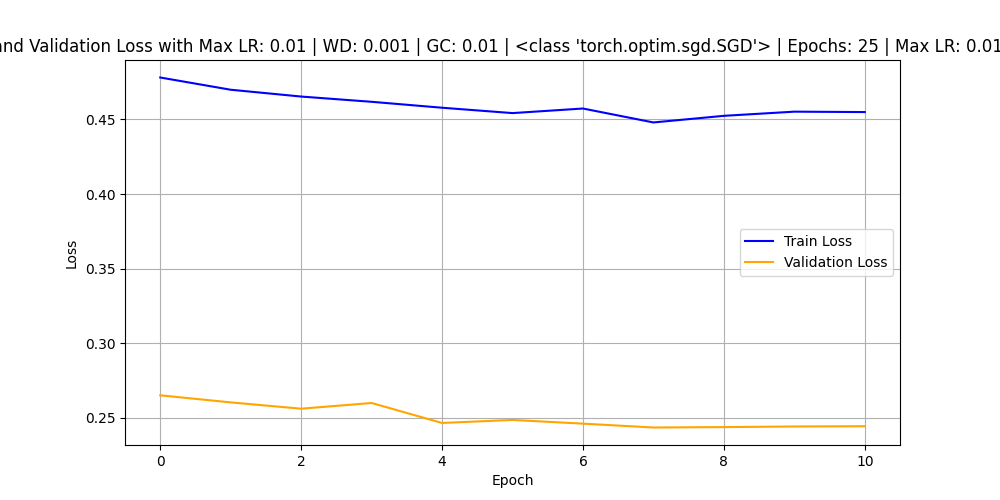 and Validation Loss with Max LR: 0.01 | WD: 0.001 | GC: 0.01 | <class 'torch.optim.sgd.SGD'> | Epochs: 25 | Max LR: 0.01
0.45
0.40
0.35
0.30
0.25
Loss
Train Loss
Validation Loss
0 2 4 6 8 10
Epoch